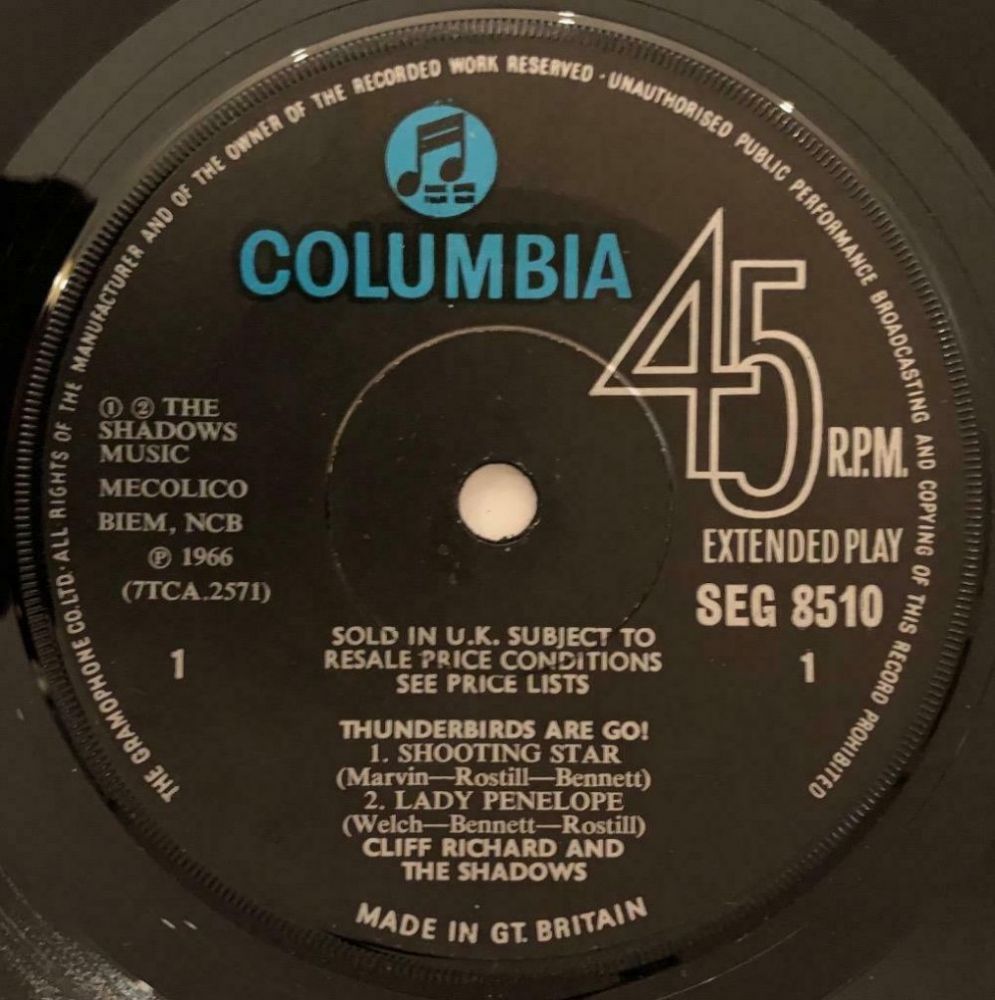 THE GRAMOPHONE CO.LTD· ALL RIGHTS OF THE MANUFACTURER AND OF THE OWNER OF THE RECORDED WORK RESERVED · UNAUTHORISED PUBLIC PERFORMANCE BROADCASTING AND COPYING OF THIS RECORD PROHIBITED
COLUMBIA
45
R.P.M.
EXTENDED PLAY
SEG 8510
1
① ② THE
SHADOWS
MUSIC
MECOLICO
BIEM, NCB
℗ 1966
(7TCA.2571)
1
SOLD IN U.K. SUBJECT TO
RESALE PRICE CONDITIONS
SEE PRICE LISTS
THUNDERBIRDS ARE GO!
1. SHOOTING STAR
(Marvin—Rostill—Bennett)
2. LADY PENELOPE
(Welch—Bennett—Rostill)
CLIFF RICHARD AND
THE SHADOWS
MADE IN GT. BRITAIN